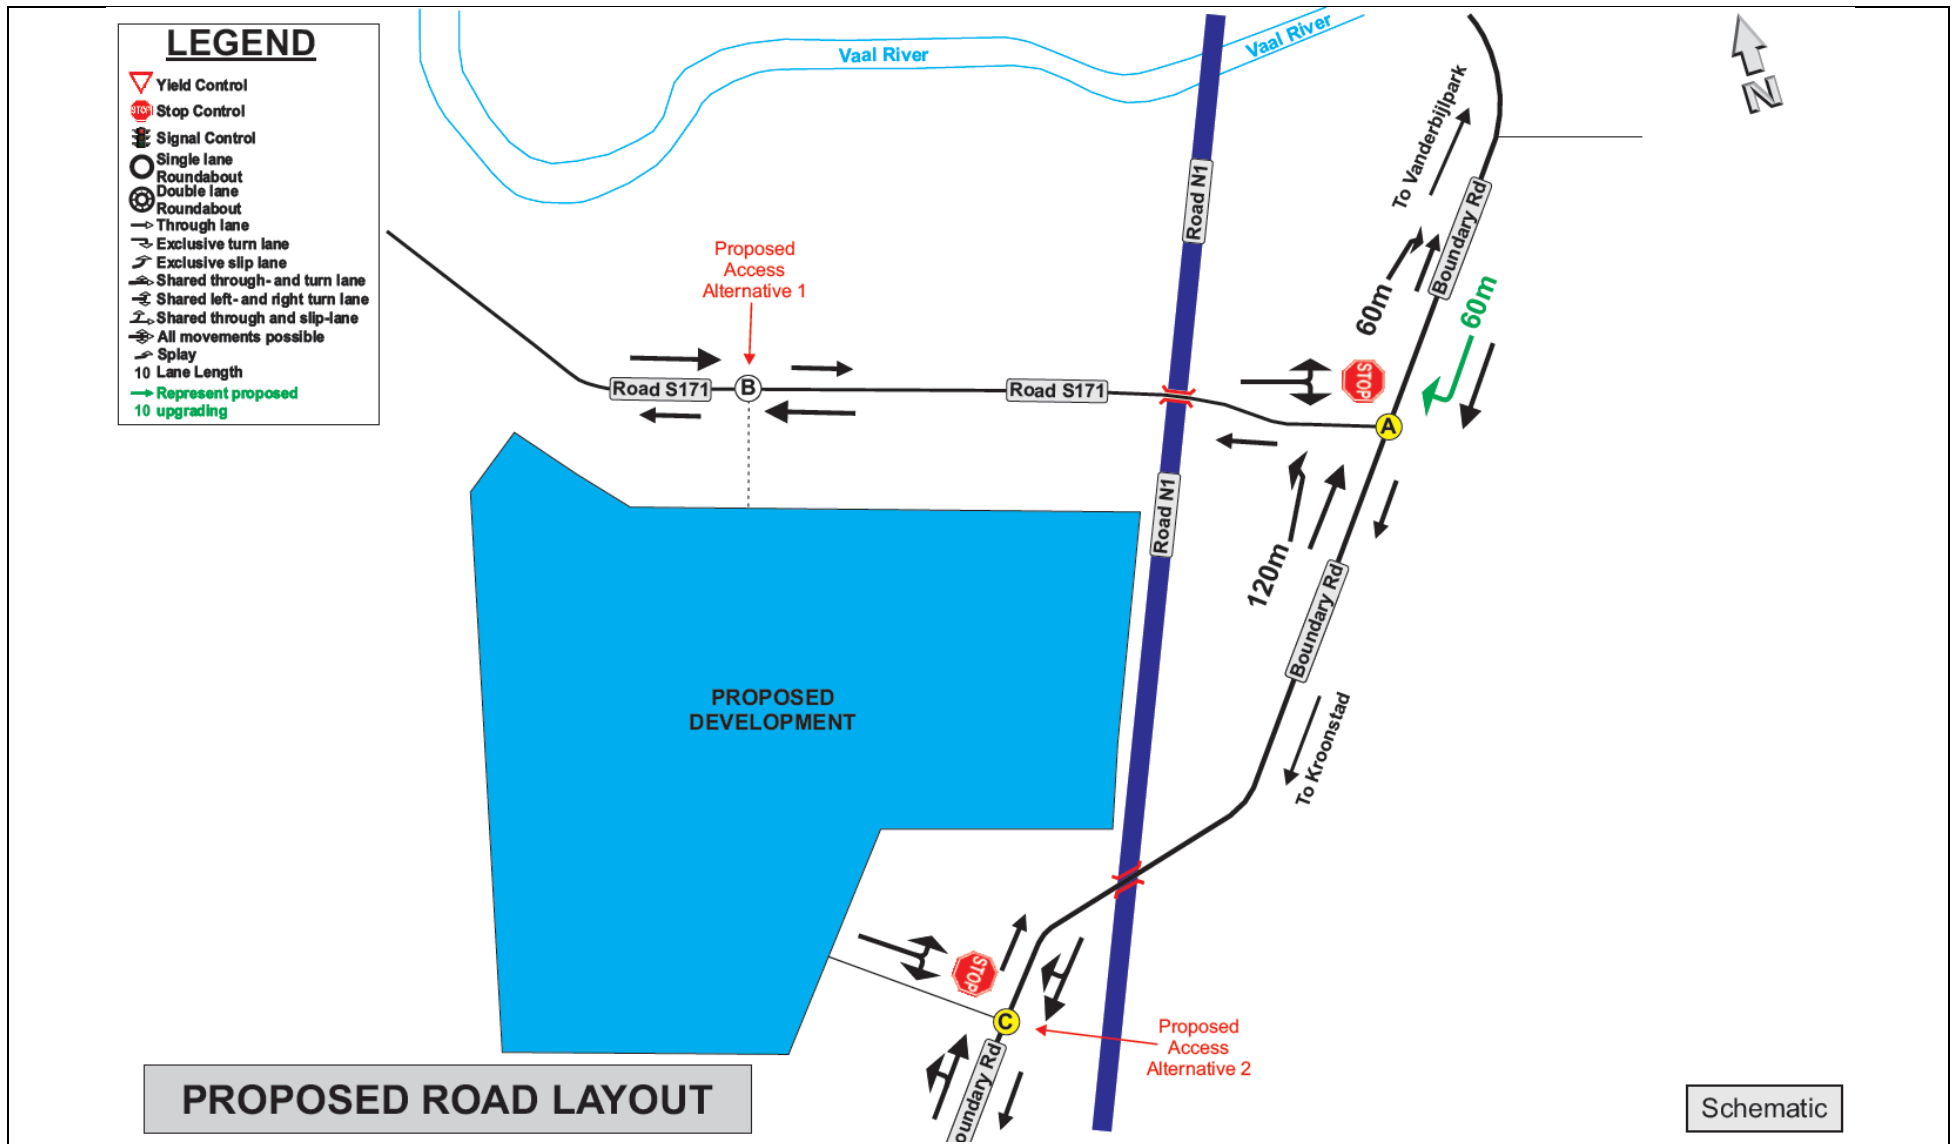 LEGEND
Yield Control
STOP Stop Control
Signal Control
Single lane
Roundabout
Double lane
Roundabout
Through lane
Exclusive turn lane
Exclusive slip lane
Shared through- and turn lane
Shared left- and right turn lane
Shared through and slip-lane
All movements possible
Splay
10 Lane Length
Represent proposed
10 upgrading
Vaal River
Vaal River
N
To Vanderbijlpark
Road N1
Boundary Rd
Proposed
Access
Alternative 1
60m
60m
Road S171
B
Road S171
STOP
A
Road N1
120m
Boundary Rd
PROPOSED
DEVELOPMENT
To Kroonstad
STOP
C
Proposed
Access
Alternative 2
oundary Rd
PROPOSED ROAD LAYOUT
Schematic